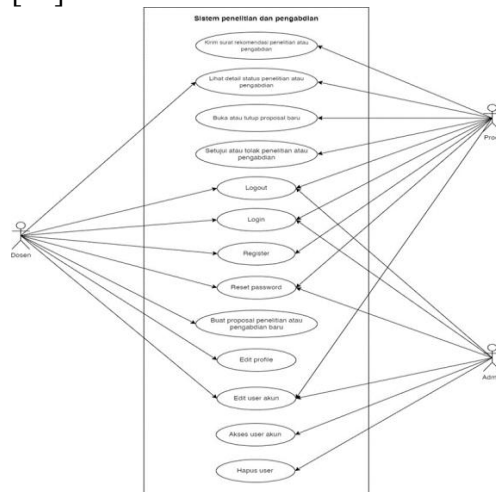 Sistem penelitian dan pengabdian
Kirim surat rekomendasi penelitian atau
pengabdian
Lihat detail status penelitian atau
pengabdian
Buka atau tutup proposal baru
Setujui atau tolak penelitian atau
pengabdian
Logout
Login
Register
Reset password
Buat proposal penelitian atau
pengabdian baru
Edit profile
Edit user akun
Akses user akun
Hapus user
Dosen